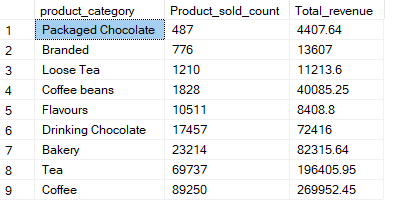 product_category Product_sold_count Total_revenue
1 Packaged Chocolate 487 4407.64
2 Branded 776 13607
3 Loose Tea 1210 11213.6
4 Coffee beans 1828 40085.25
5 Flavours 10511 8408.8
6 Drinking Chocolate 17457 72416
7 Bakery 23214 82315.64
8 Tea 69737 196405.95
9 Coffee 89250 269952.45